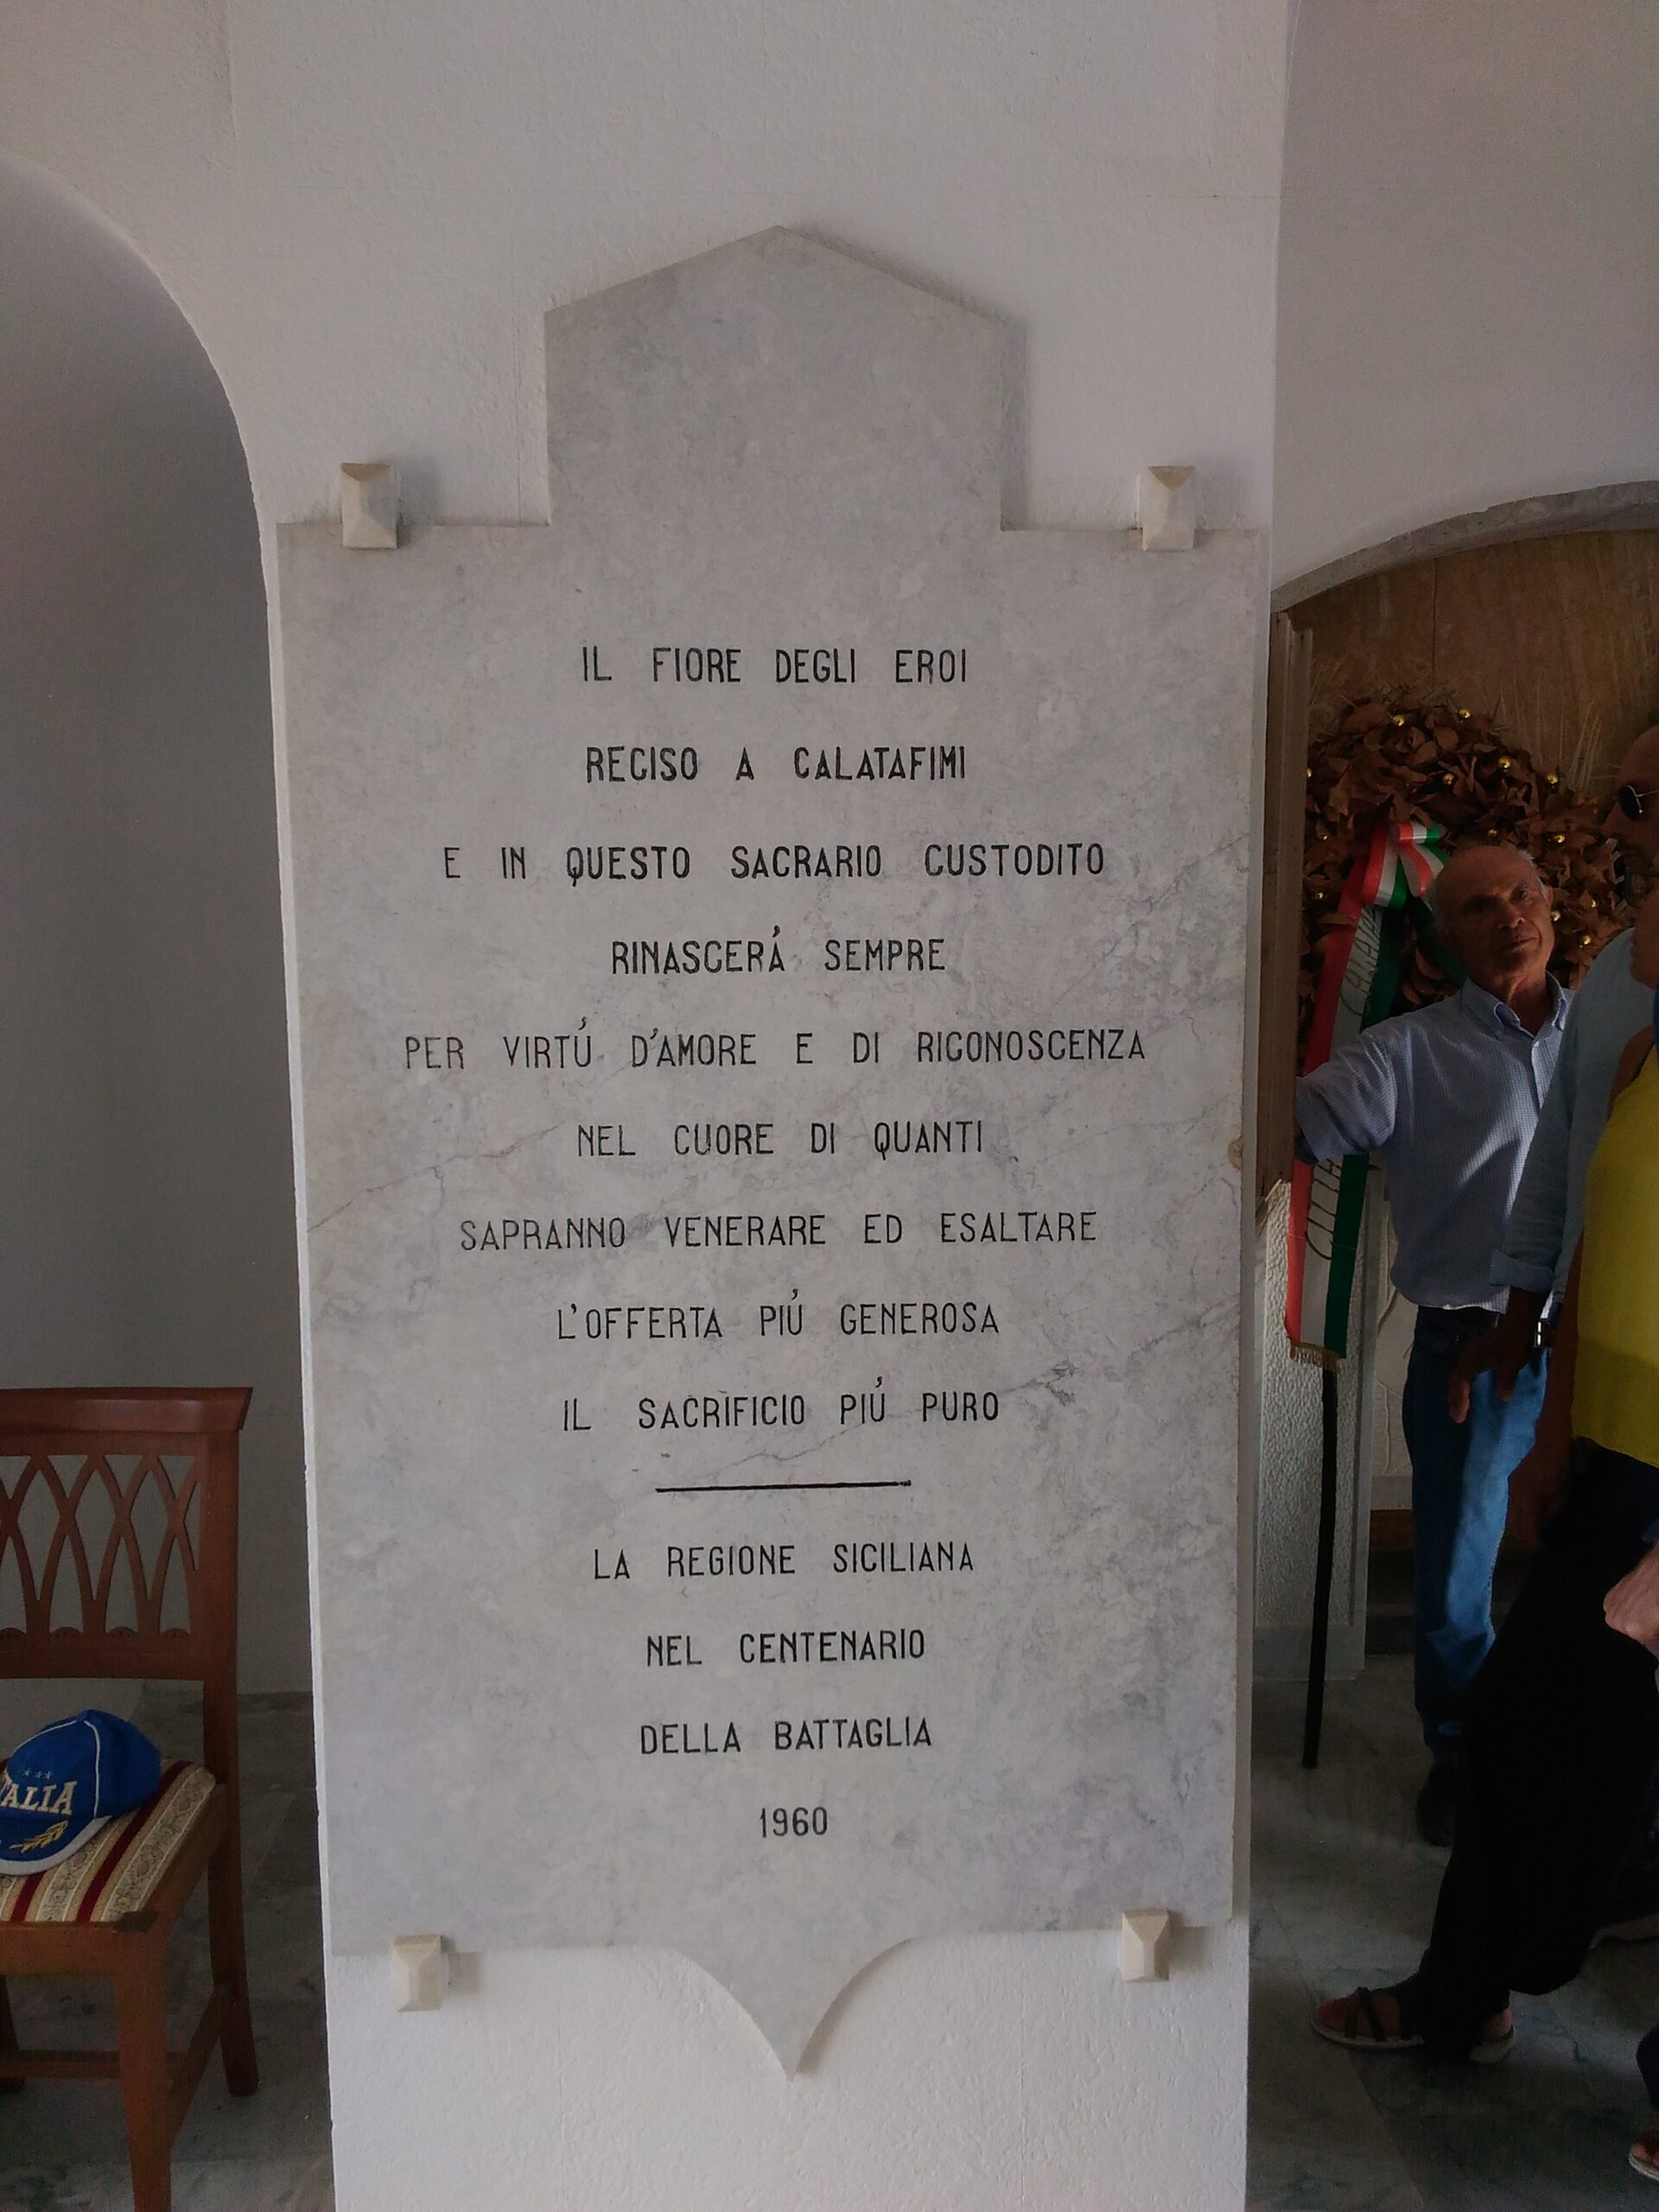 IL FIORE DEGLI EROI
RECISO A CALATAFIMI
E IN QUESTO SACRARIO CUSTODITO
RINASCERÁ SEMPRE
PER VIRTÚ D'AMORE E DI RICONOSCENZA
NEL CUORE DI QUANTI
SAPRANNO VENERARE ED ESALTARE
L'OFFERTA PIÚ GENEROSA
IL SACRIFICIO PIÚ PURO
LA REGIONE SICILIANA
NEL CENTENARIO
DELLA BATTAGLIA
1960
TALIA